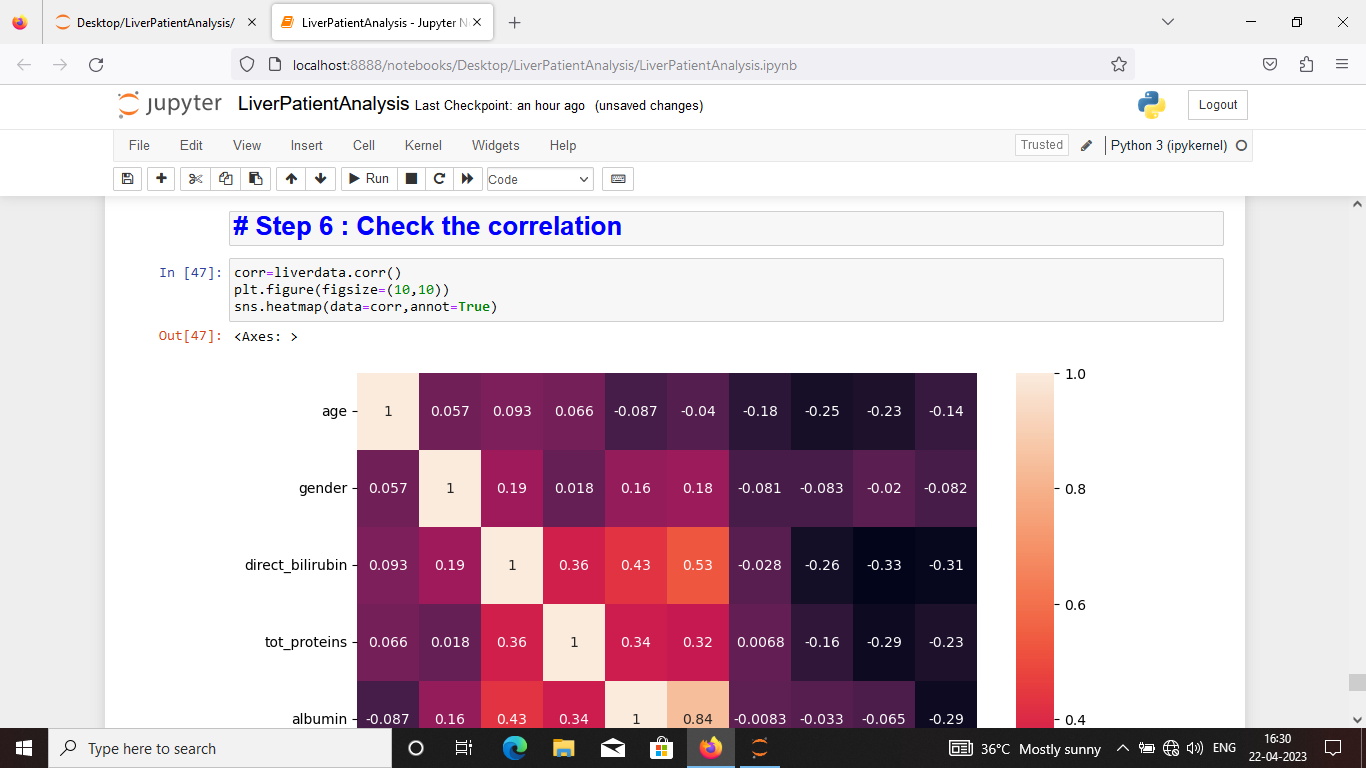 Desktop/LiverPatientAnalysis/
LiverPatientAnalysis - Jupyter N
localhost:8888/notebooks/Desktop/LiverPatientAnalysis/LiverPatientAnalysis.ipynb
jupyter LiverPatientAnalysis Last Checkpoint: an hour ago (unsaved changes)
Logout
File Edit View Insert Cell Kernel Widgets Help
Trusted Python 3 (ipykernel)
Run Code
# Step 6 : Check the correlation
In [47]: corr=liverdata.corr()
plt.figure(figsize=(10,10))
sns.heatmap(data=corr,annot=True)
Out[47]: <Axes: >
1.0
age 1 0.057 0.093 0.066 -0.087 -0.04 -0.18 -0.25 -0.23 -0.14
gender 0.057 1 0.19 0.018 0.16 0.18 -0.081 -0.083 -0.02 -0.082
0.8
direct_bilirubin 0.093 0.19 1 0.36 0.43 0.53 -0.028 -0.26 -0.33 -0.31
0.6
tot_proteins 0.066 0.018 0.36 1 0.34 0.32 0.0068 -0.16 -0.29 -0.23
albumin -0.087 0.16 0.43 0.34 1 0.84 -0.0083 -0.033 -0.065 -0.29
0.4
Type here to search
36°C Mostly sunny
ENG
16:30
22-04-2023